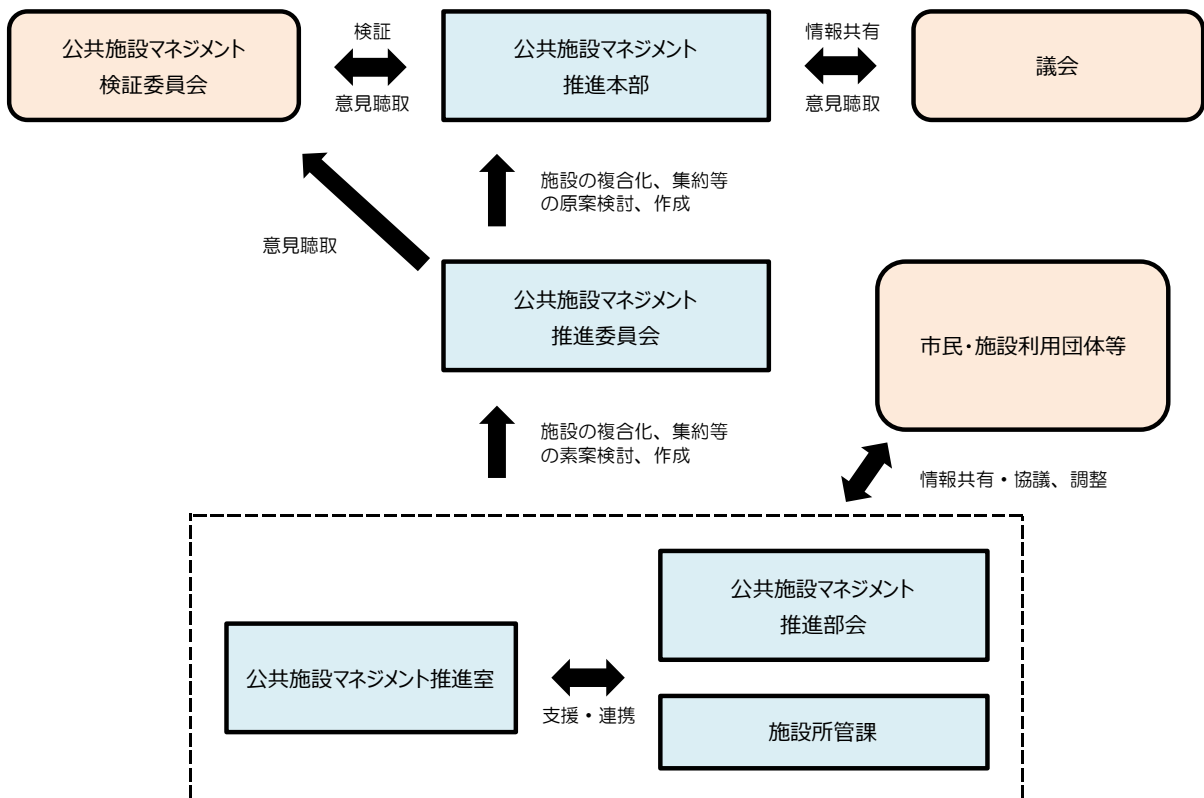 公共施設マネジメント
検証委員会
検証
意見聴取
公共施設マネジメント
推進本部
情報共有
意見聴取
議会
施設の複合化、集約等
の原案検討、作成
意見聴取
公共施設マネジメント
推進委員会
市民・施設利用団体等
施設の複合化、集約等
の素案検討、作成
情報共有・協議、調整
公共施設マネジメント
推進部会
公共施設マネジメント推進室
支援・連携
施設所管課